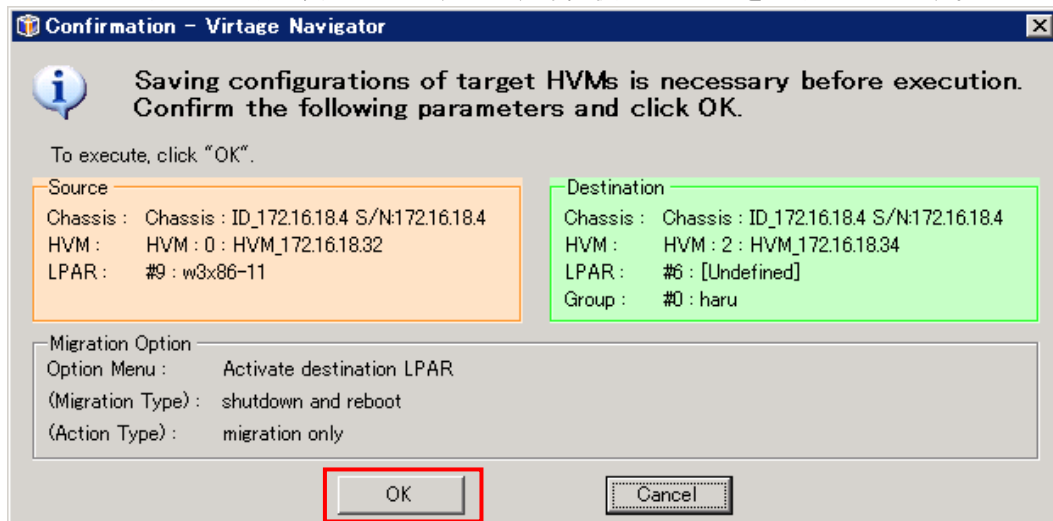 Confirmation - Virtage Navigator
Saving configurations of target HVMs is necessary before execution.
Confirm the following parameters and click OK.
To execute, click "OK".
Source
Chassis : Chassis : ID_172.16.18.4 S/N:172.16.18.4
HVM : HVM : 0 : HVM_172.16.18.32
LPAR : #9 : w3x86-11
Destination
Chassis : Chassis : ID_172.16.18.4 S/N:172.16.18.4
HVM : HVM : 2 : HVM_172.16.18.34
LPAR : #6 : [Undefined]
Group : #0 : haru
Migration Option
Option Menu : Activate destination LPAR
(Migration Type) : shutdown and reboot
(Action Type) : migration only
OK
Cancel